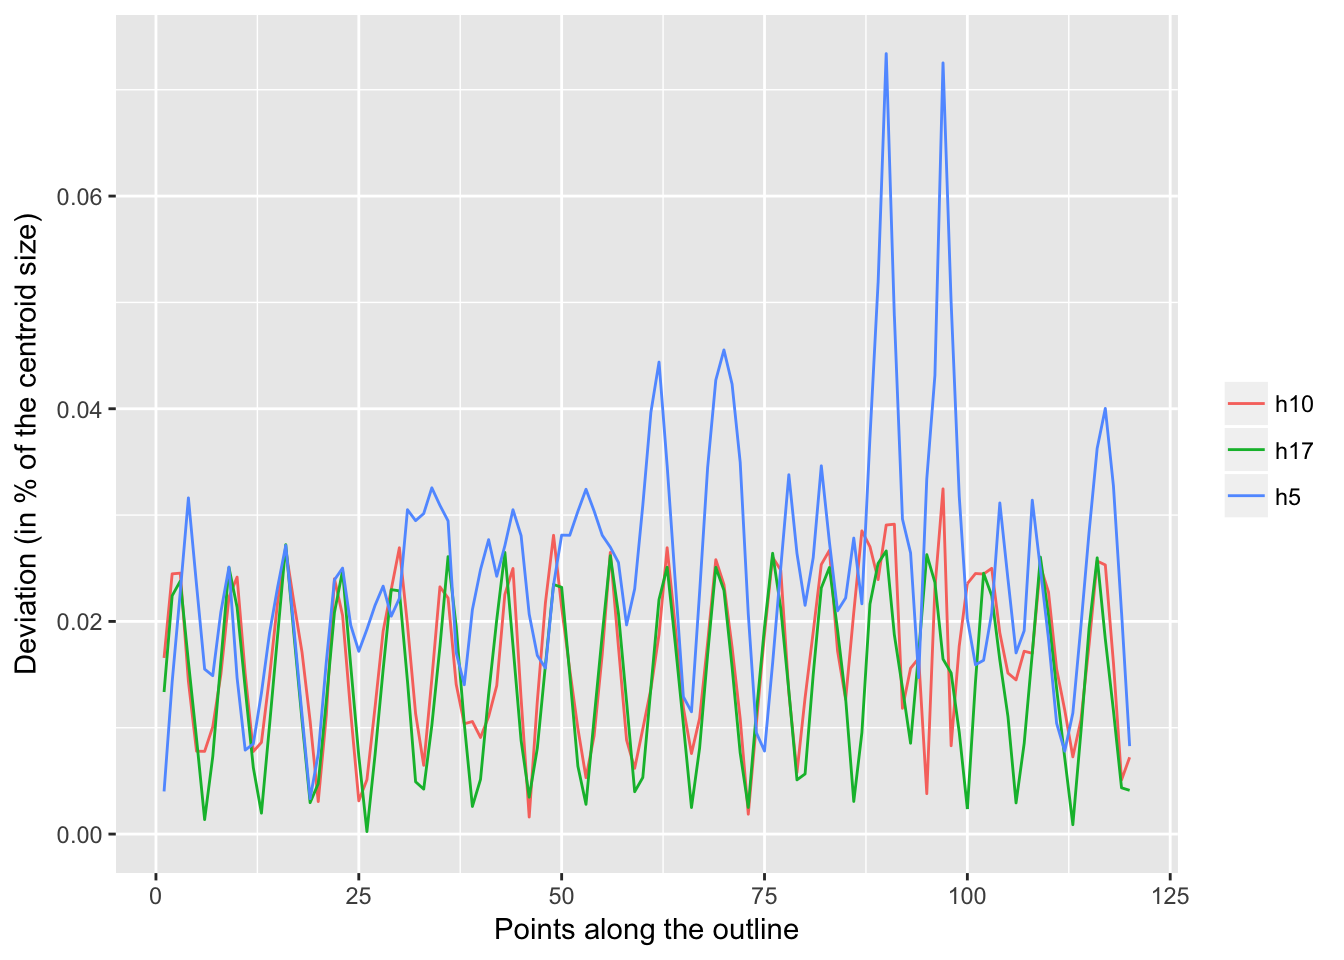 Deviation (in % of the centroid size)
0.06
0.04
0.02
0.00
0
25
50
75
100
125
Points along the outline
h10
h17
h5